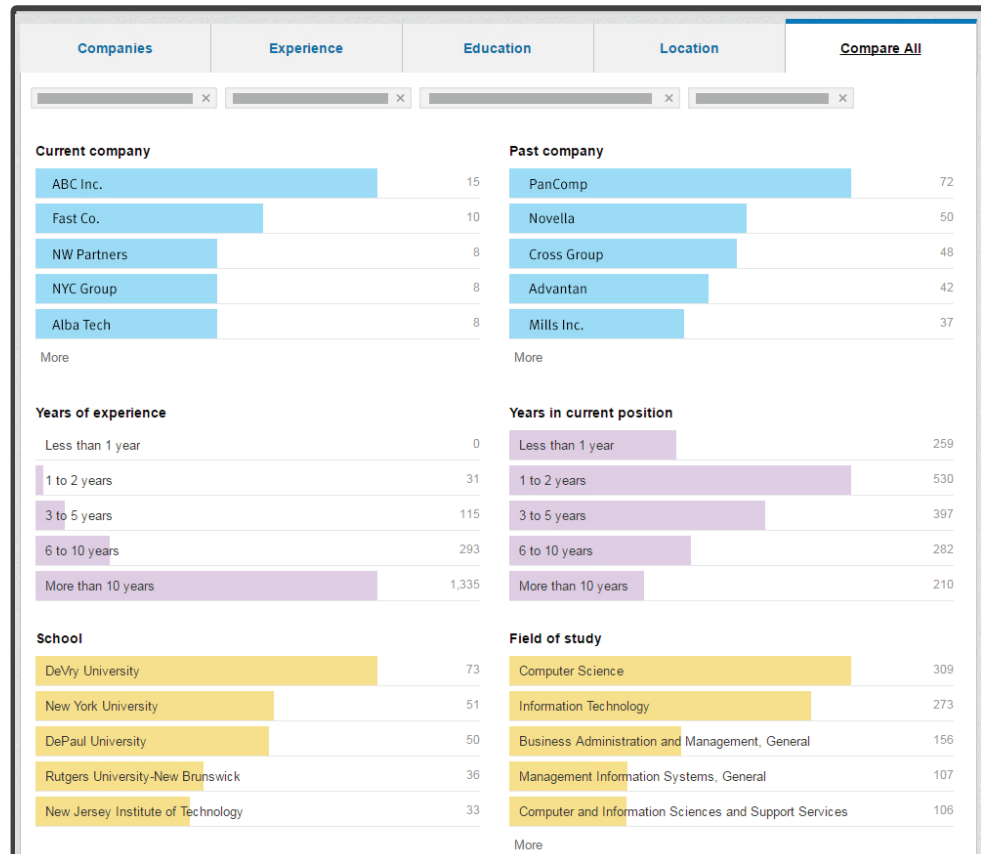 Companies Experience Education Location Compare All
× × × ×
Current company
ABC Inc. 15
Fast Co. 10
NW Partners 8
NYC Group 8
Alba Tech 8
More
Past company
PanComp 72
Novella 50
Cross Group 48
Advantan 42
Mills Inc. 37
More
Years of experience
Less than 1 year 0
1 to 2 years 31
3 to 5 years 115
6 to 10 years 293
More than 10 years 1,335
Years in current position
Less than 1 year 259
1 to 2 years 530
3 to 5 years 397
6 to 10 years 282
More than 10 years 210
School
DeVry University 73
New York University 51
DePaul University 50
Rutgers University-New Brunswick 36
New Jersey Institute of Technology 33
Field of study
Computer Science 309
Information Technology 273
Business Administration and Management, General 156
Management Information Systems, General 107
Computer and Information Sciences and Support Services 106
More